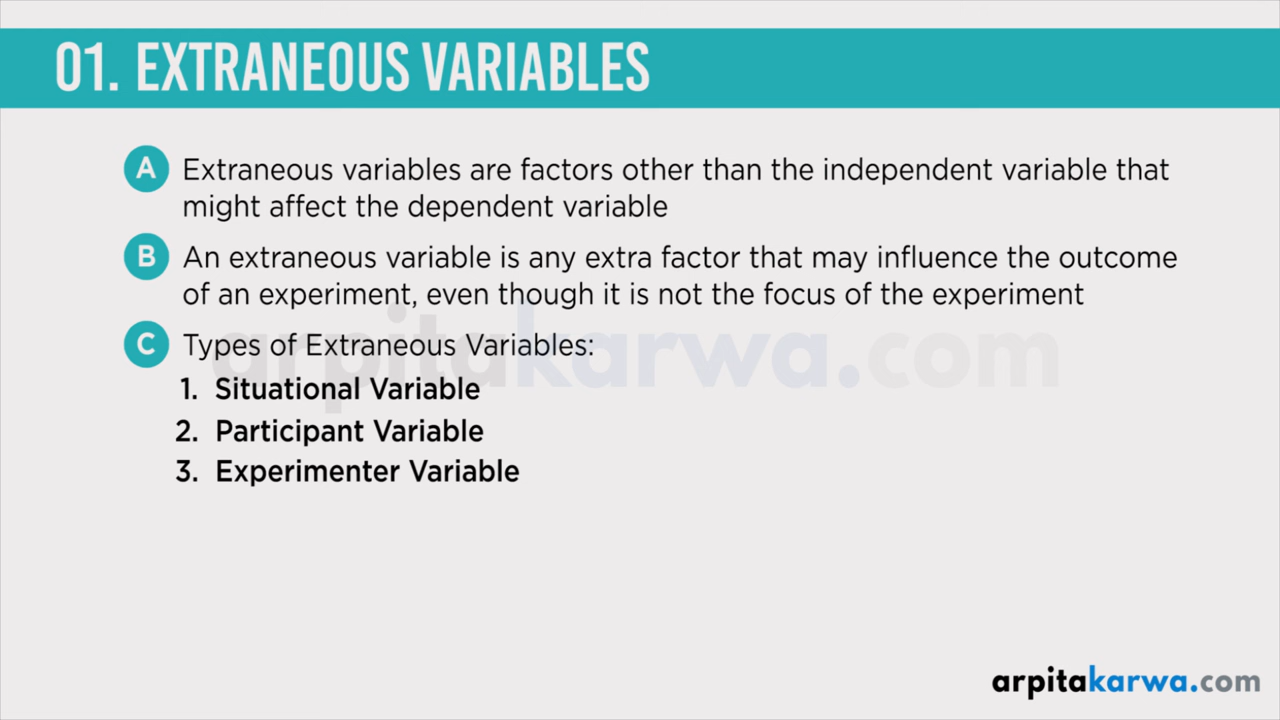 01. EXTRANEOUS VARIABLES
A Extraneous variables are factors other than the independent variable that
might affect the dependent variable
B An extraneous variable is any extra factor that may influence the outcome
of an experiment, even though it is not the focus of the experiment
arpitakarwa.com
C Types of Extraneous Variables:
1. Situational Variable
2. Participant Variable
3. Experimenter Variable
arpitakarwa.com